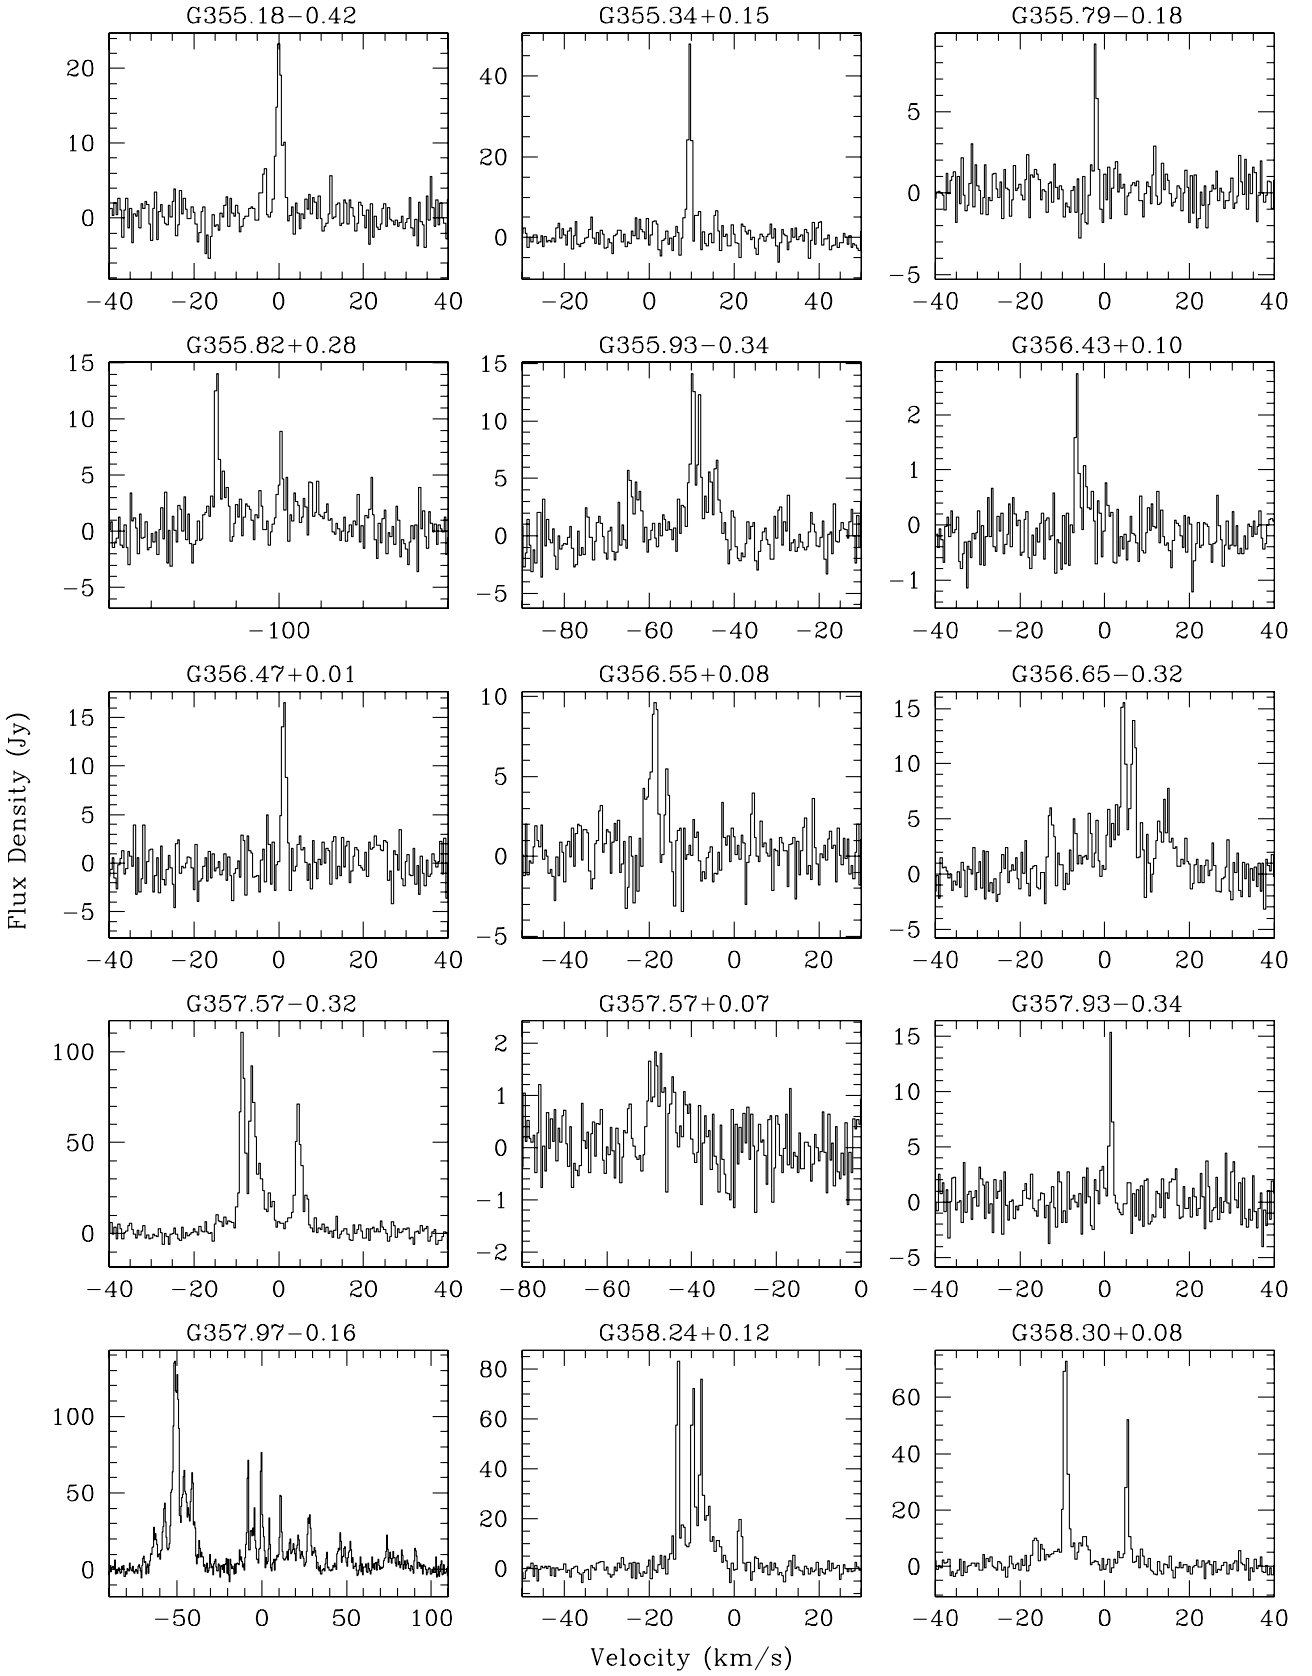 G355.18−0.42 G355.34+0.15 G355.79−0.18
20 40 5
10 20 0
0 0 −5
−40 −20 0 20 40 −20 0 20 40 −40 −20 0 20 40
G355.82+0.28 G355.93−0.34 G356.43+0.10
15 15 2
10 10 1
5 5 0
0 0 −1
−5 −5
−100 −80 −60 −40 −20 −40 −20 0 20 40
G356.47+0.01 G356.55+0.08 G356.65−0.32
15 10 15
10 5 10
5 0 5
0 −5 0
−5 −5
−40 −20 0 20 40 −40 −20 0 20 −40 −20 0 20 40
G357.57−0.32 G357.57+0.07 G357.93−0.34
100 2 15
50 1 10
0 0 5
−1 0
−2 −5
−40 −20 0 20 40 −80 −60 −40 −20 0 −40 −20 0 20 40
G357.97−0.16 G358.24+0.12 G358.30+0.08
100 80 60
50 60 40
0 40 20
20 0
0
−50 0 50 100 −40 −20 0 20 −40 −20 0 20 40
Flux Density (Jy)
Velocity (km/s)